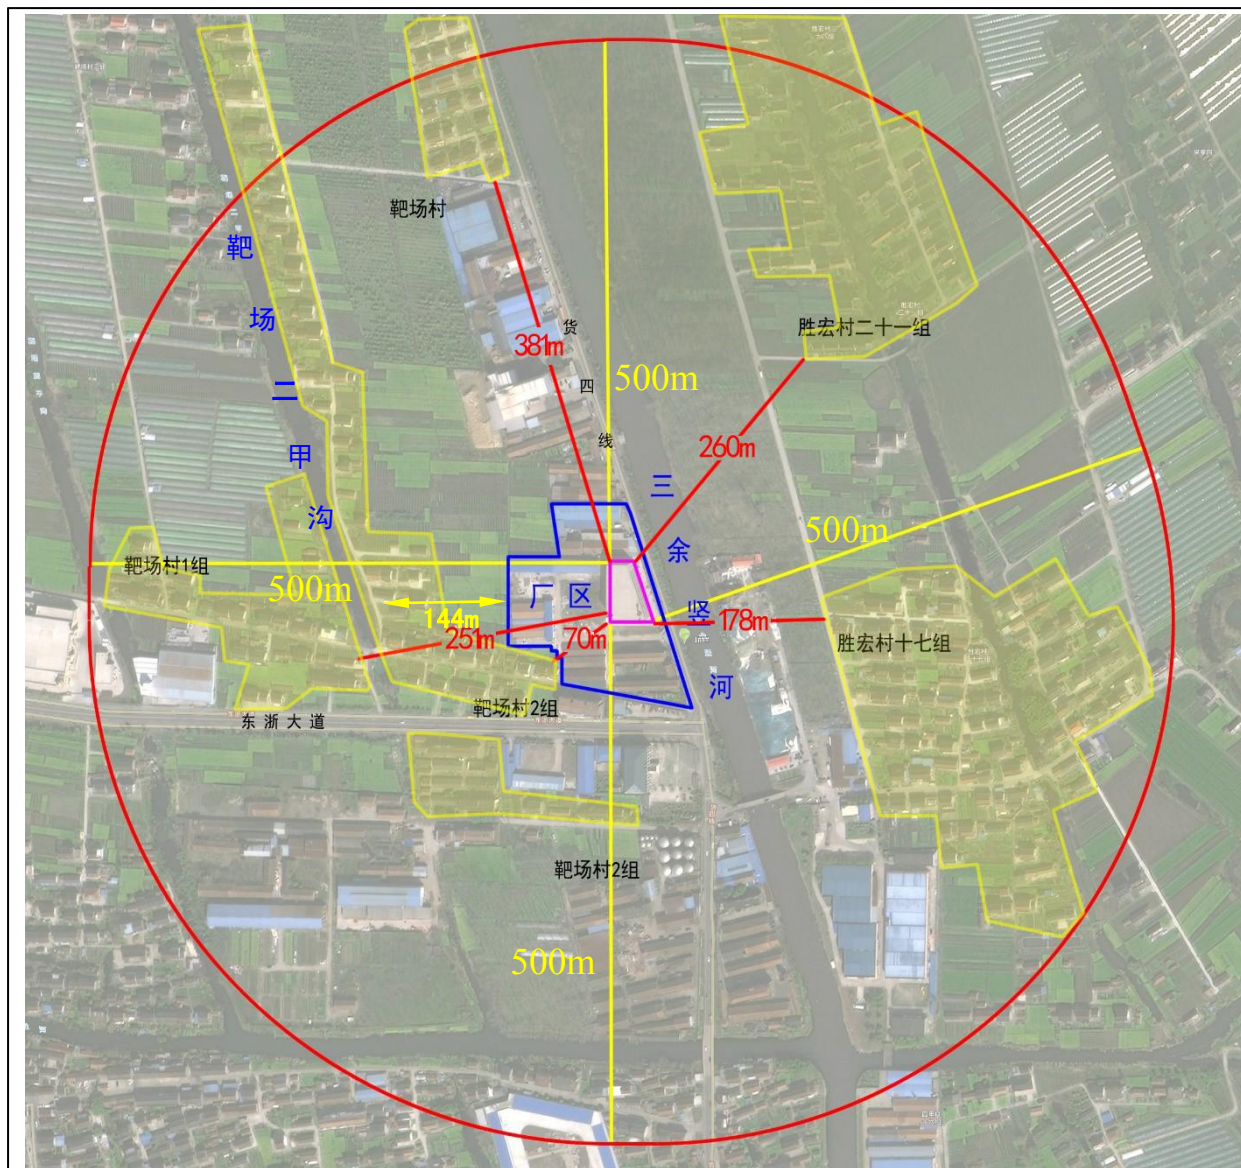 靶场村
靶场二甲沟
货四线
381m
500m
胜宏村二十一组
260m
三余竖河
500m
靶场村1组
500m
厂区
144m
251m
70m
178m
胜宏村十七组
靶场村2组
东浙大道
靶场村2组
500m